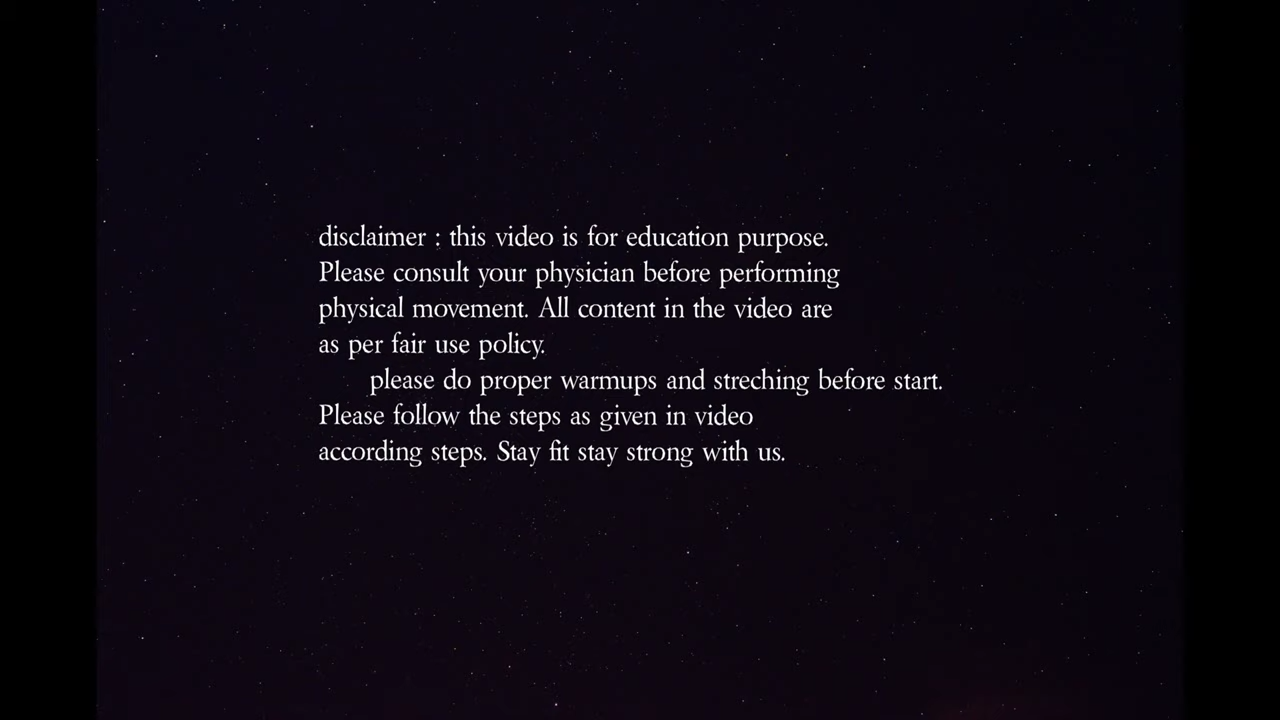 disclaimer : this video is for education purpose.
Please consult your physician before performing
physical movement. All content in the video are
as per fair use policy.
please do proper warmups and streching before start.
Please follow the steps as given in video
according steps. Stay fit stay strong with us.